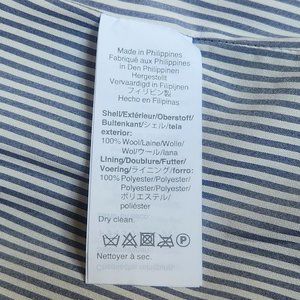 Made in Philippines
Fabriqué aux Philippines
in Den Philippinen
Hergestellt
Vervaardigd in Filipijnen
フィリピン製
Hecho en Filipinas
Shell/Extérieur/Oberstoff/
Buitenkant/シェル/tela
exterior:
100%Wool/Laine/Wolle/
Wol/ウール/lana
Lining/Doublure/Futter/
Voering/ライニング/forro:
100%Polyester/Polyester/
Polyester/Polyester/
ポリエステル/
poliéster
Dry clean.
P
Nettoyer à sec.